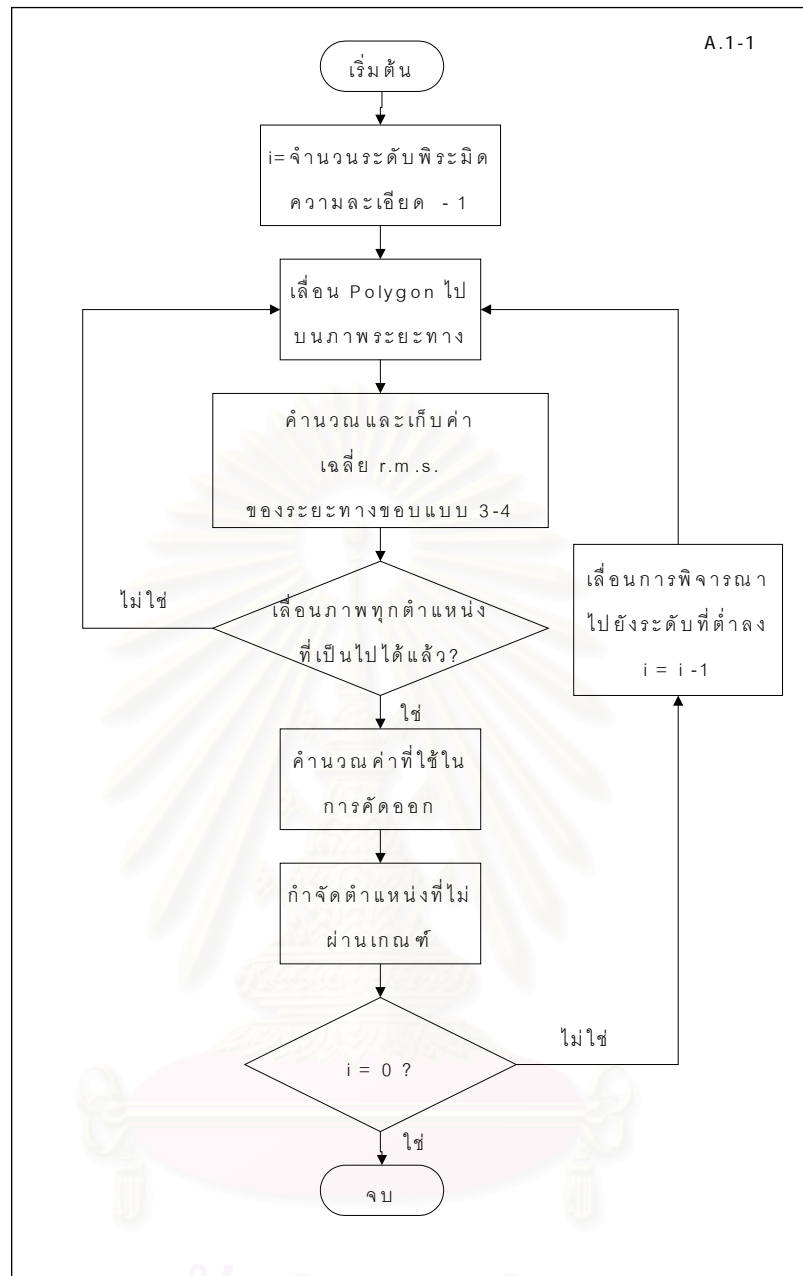 A.1-1
เริ่มต้น
i=จำนวนระดับพิระมิด
ความละเอียด - 1
เลื่อน Polygon ไป
บนภาพระยะทาง
คำนวณและเก็บค่า
เฉลี่ย r.m.s.
ของระยะทางขอบแบบ 3-4
ไม่ใช่
เลื่อนภาพทุกตำแหน่ง
ที่เป็นไปได้แล้ว?
เลื่อนการพิจารณา
ไปยังระดับที่ต่ำลง
i = i -1
ใช่
คำนวณค่าที่ใช้ใน
การคัดออก
กำจัดตำแหน่งที่ไม่
ผ่านเกณฑ์
i = 0 ?
ไม่ใช่
ใช่
จบ